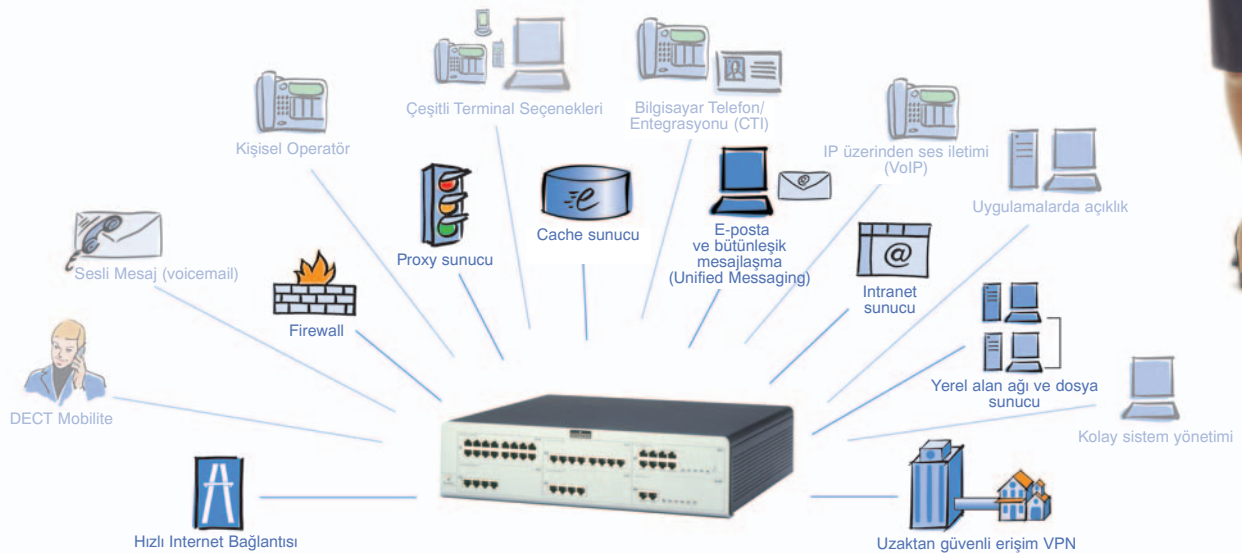 Çeşitli Terminal Seçenekleri
Bilgisayar Telefon/
Entegrasyonu (CTI)
Kişisel Operatör
IP üzerinden ses iletimi
(VoIP)
Uygulamalarda açıklık
Sesli Mesaj (voicemail)
Proxy sunucu
Cache sunucu
E-posta
ve bütünleşik
mesajlaşma
(Unified Messaging)
@
Intranet
sunucu
Firewall
Yerel alan ağı ve dosya
sunucu
DECT Mobilite
Kolay sistem yönetimi
Hızlı Internet Bağlantısı
Uzaktan güvenli erişim VPN